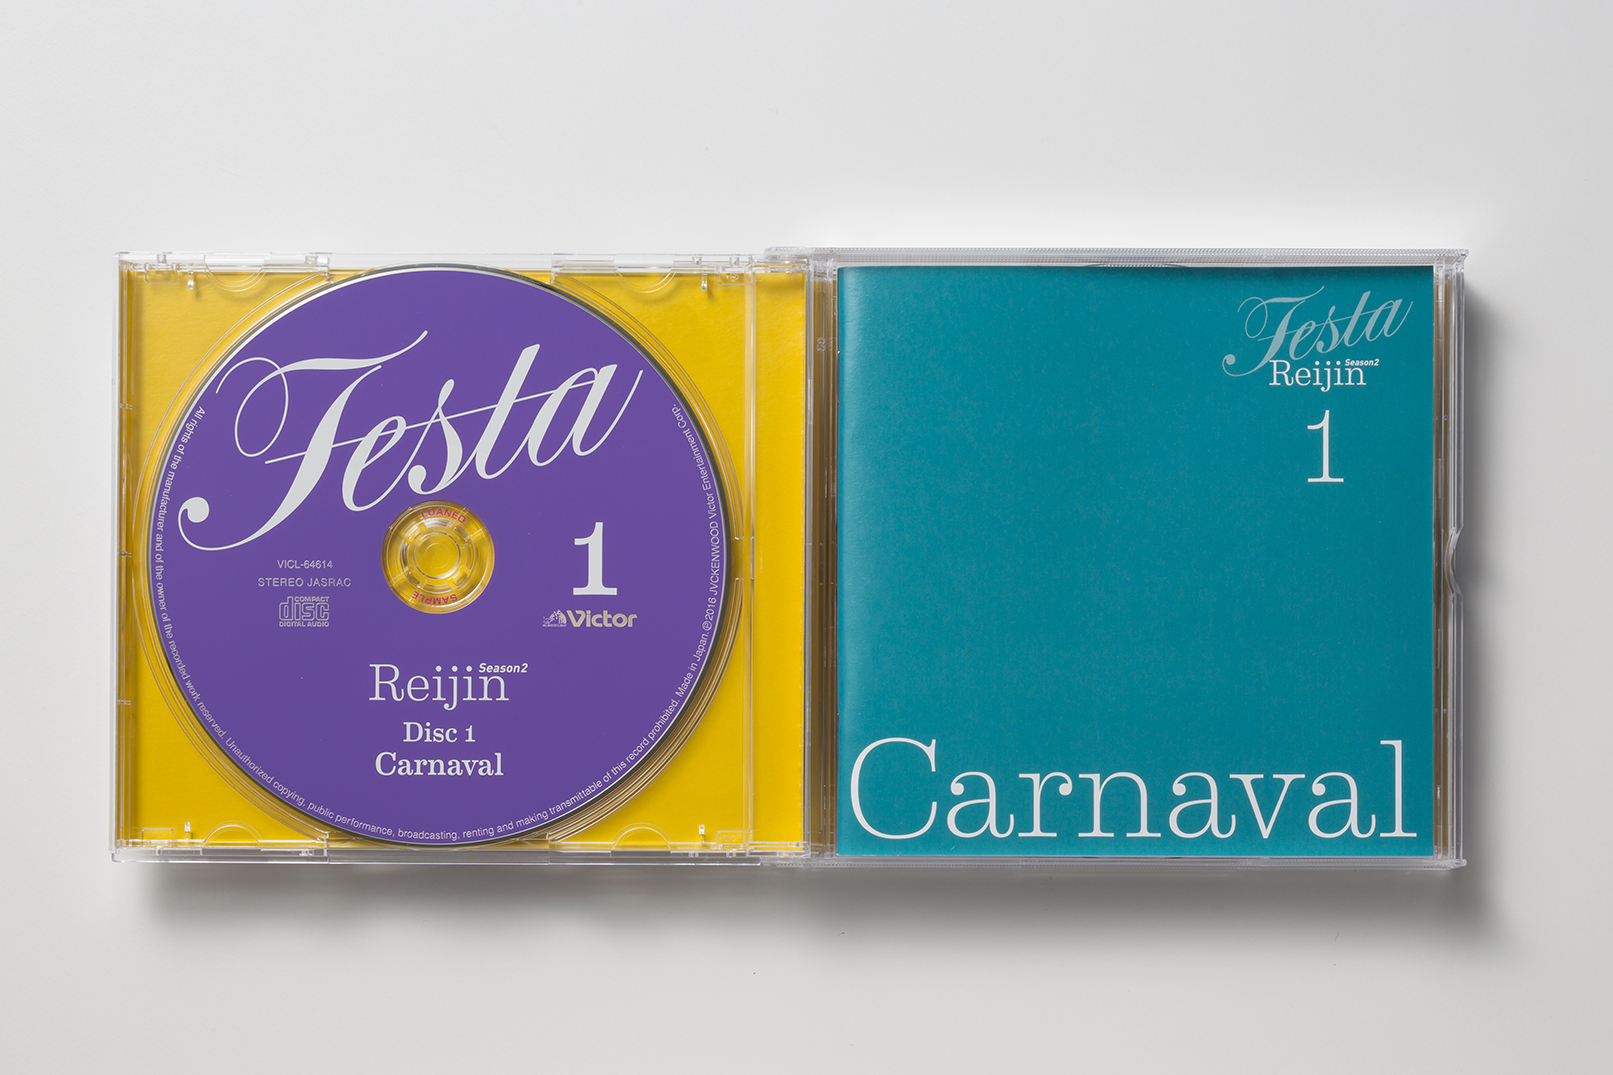 Festa
LOANED
SAMPLE
VICL-64614
STEREO JASRAC
COMPACT
disc
DIGITAL AUDIO
1
Victor
Reijin Season2
Disc 1
Carnaval
All rights of the manufacturer and of the owner of the recorded work reserved. Unauthorized copying, public performance, broadcasting, renting and making transmittable of this record prohibited. Made in Japan. ℗2016 JVCKENWOOD Victor Entertainment Corp.
Festa
Reijin Season2
1
Carnaval